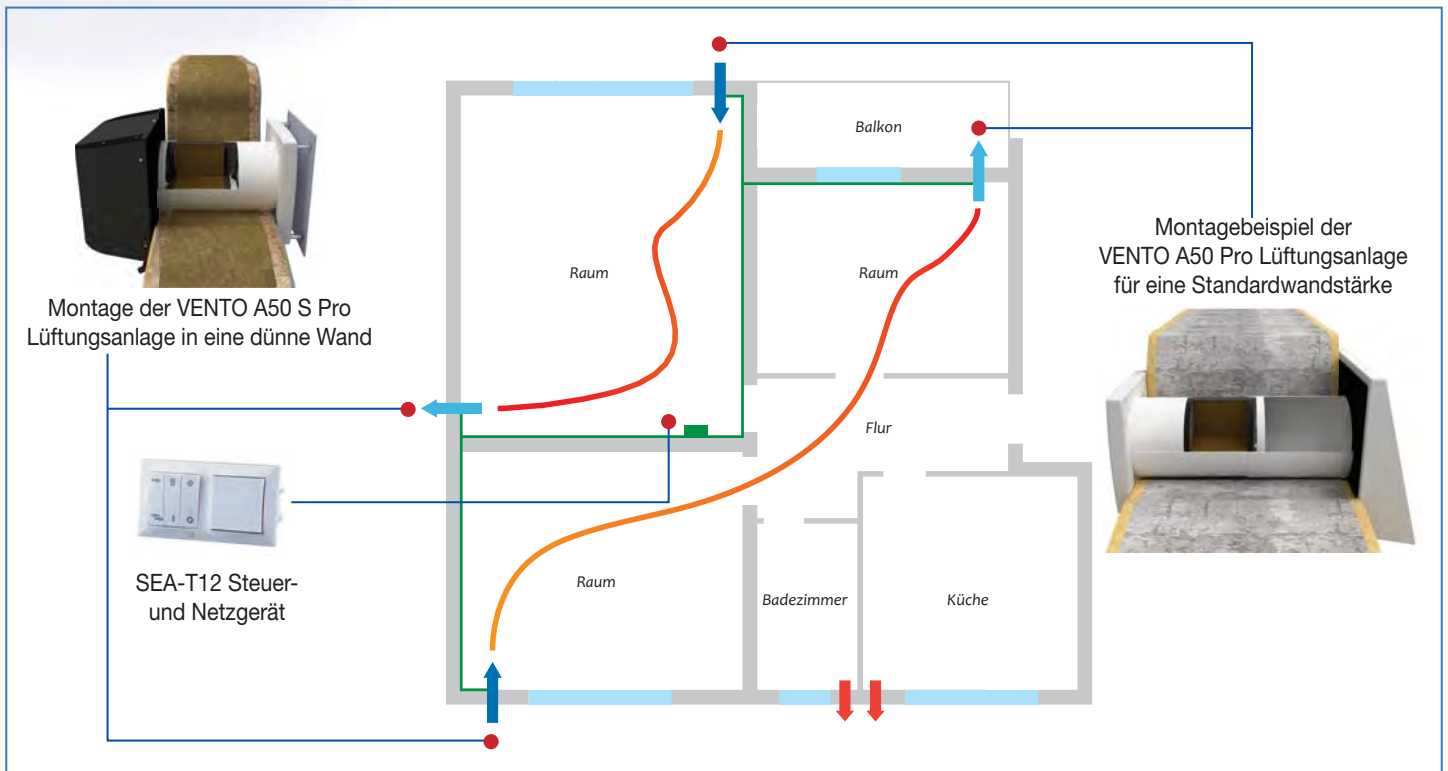 Balkon
Raum
Raum
Montage der VENTO A50 S Pro
Lüftungsanlage in eine dünne Wand
Montagebeispiel der
VENTO A50 Pro Lüftungsanlage
für eine Standardwandstärke
Flur
SEA-T12 Steuer-
und Netzgerät
Raum
Badezimmer
Küche